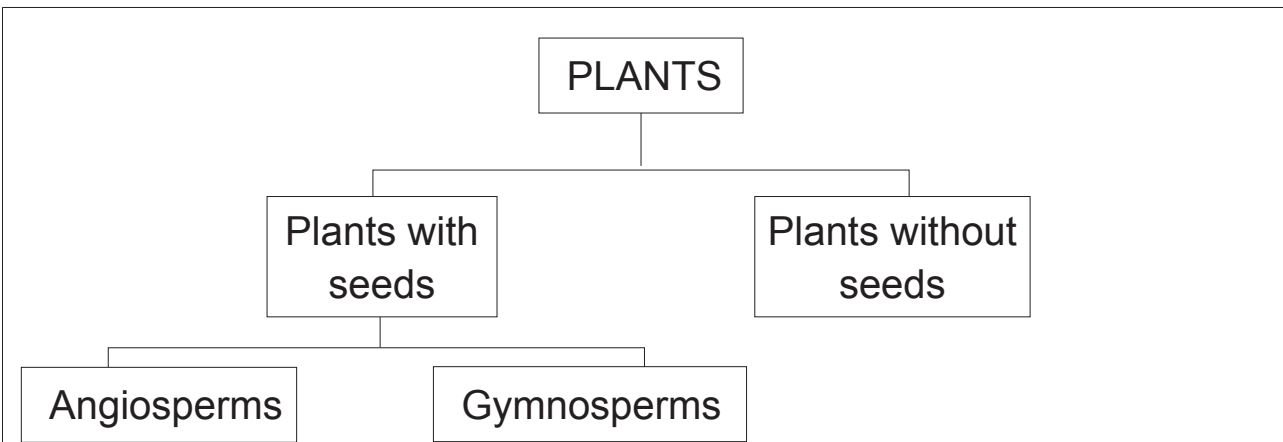 PLANTS
Plants with
seeds
Plants without
seeds
Angiosperms
Gymnosperms